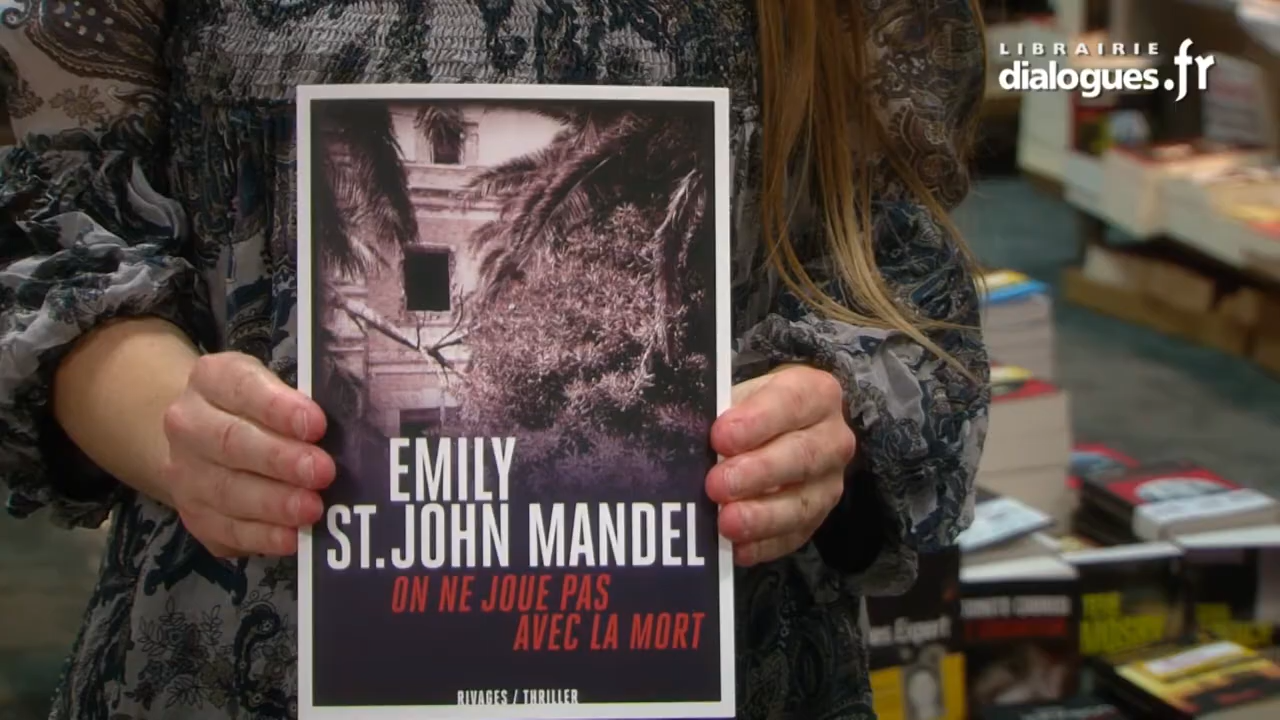 LIBRAIRIE
dialogues.fr
EMILY
ST.JOHN MANDEL
ON NE JOUE PAS
AVEC LA MORT
RIVAGES / THRILLER